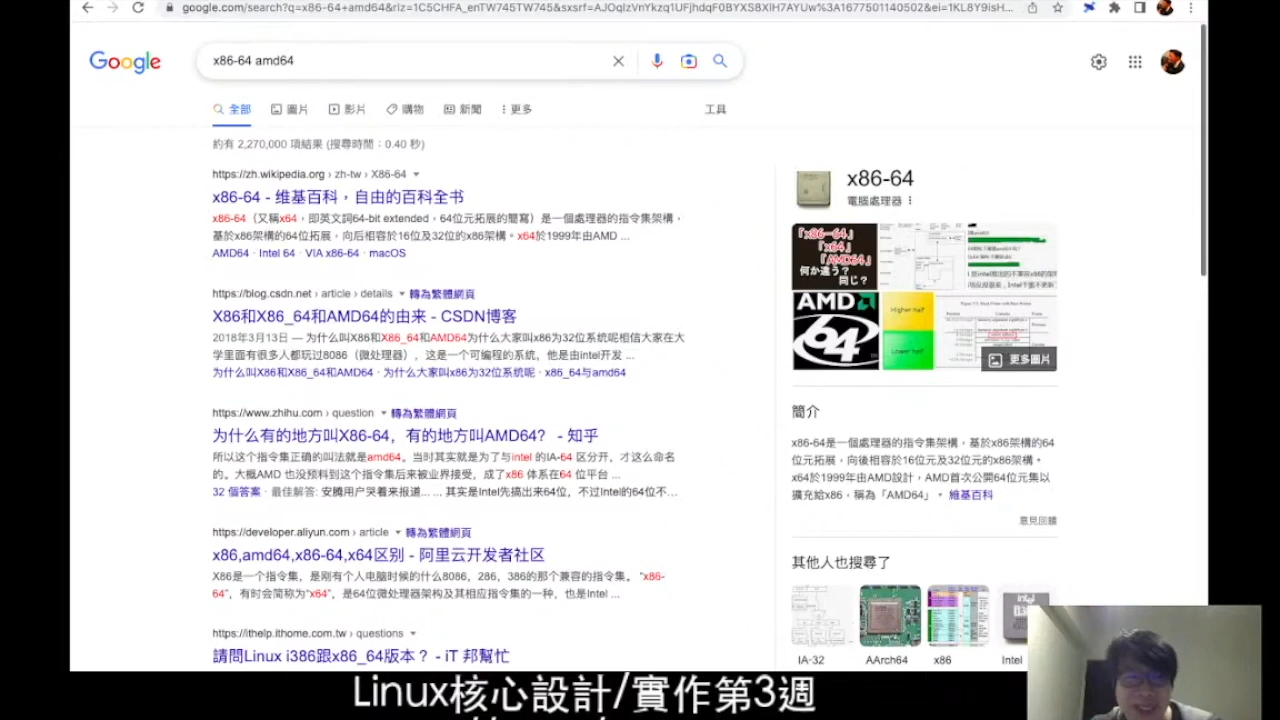 google.com/search?q=x86-64+amd64&rlz=1C5CHFA_enTW745TW745&sxsrf=AJOqlzVnYkzq1UFjhdqF0BYXS8XIH7AYUw%3A1677501140502&ei=1KL8Y9isH...
Google
x86-64 amd64
全部 圖片 影片 購物 新聞 更多 工具
約有 2,270,000 項結果 (搜尋時間：0.40 秒)
https://zh.wikipedia.org › zh-tw › X86-64
x86-64 - 维基百科，自由的百科全书
x86-64（又稱x64，即英文詞64-bit extended，64位元拓展的簡寫）是一個處理器的指令集架構，
基於x86架構的64位拓展，向后相容於16位及32位的x86架構。x64於1999年由AMD ...
AMD64 · Intel 64 · VIA x86-64 · macOS
https://blog.csdn.net › article › details 轉為繁體網頁
X86和X86_64和AMD64的由来 - CSDN博客
2018年3月13日 — 为什么叫X86和X86_64和AMD64为什么大家叫x86为32位系统呢相信大家在大
学里面有很多人都玩过8086（微处理器），这是一个可编程的系统，他是由intel开发 ...
为什么叫X86和X86_64和AMD64 · 为什么大家叫x86为32位系统呢 · x86_64与amd64
https://www.zhihu.com › question 轉為繁體網頁
为什么有的地方叫X86-64，有的地方叫AMD64？ - 知乎
所以这个指令集正确的叫法就是amd64。当时其实就是为了与intel 的IA-64 区分开，才这么命名
的。大概AMD 也没预料到这个指令集后来被业界接受，成了x86 体系在64 位平台 ...
32 個答案 · 最佳解答: 安腾用户哭着来报道... ... 其实是Intel先搞出来64位，不过Intel的64位不...
https://developer.aliyun.com › article 轉為繁體網頁
x86,amd64,x86-64,x64区别 - 阿里云开发者社区
X86是一个指令集，是刚有个人电脑时候的什么8086，286，386的那个兼容的指令集。 "x86-
64"，有时会简称为"x64"，是64位微处理器架构及其相应指令集的一种，也是Intel ...
https://ithelp.ithome.com.tw › questions
請問Linux i386跟x86_64版本？ - iT 邦幫忙
x86-64
電腦處理器
「x86-64」
「x64」
「AMD64」
何か違う？
同じ？
AMD
64
Higher half
Lower half
更多圖片
簡介
x86-64是一個處理器的指令集架構，基於x86架構的64
位元拓展，向後相容於16位元及32位元的x86架構。
x64於1999年由AMD設計，AMD首次公開64位元集以
擴充給x86，稱為「AMD64」。 維基百科
意見回饋
其他人也搜尋了
intel
IA-32 AArch64 x86 Intel
Linux核心設計/實作第3週